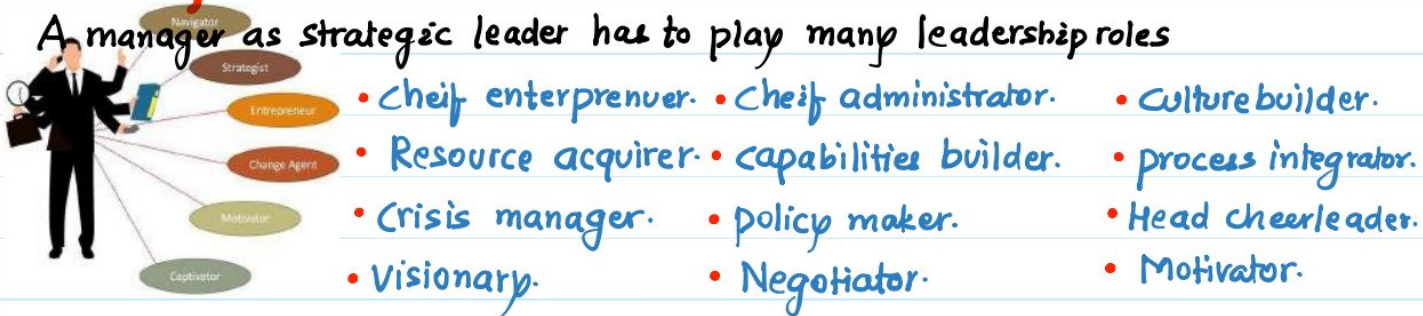 Navigator
A manager as strategic leader has to play many leadership roles
Strategist
• Cheif enterprenuer. • Cheif administrator. • Culture builder.
Entrepreneur
• Resource acquirer. • Capabilities builder. • process integrator.
Change Agent
• Crisis manager. • policy maker. • Head cheerleader.
Motivator
• Visionary. • Negotiator. • Motivator.
Captivator